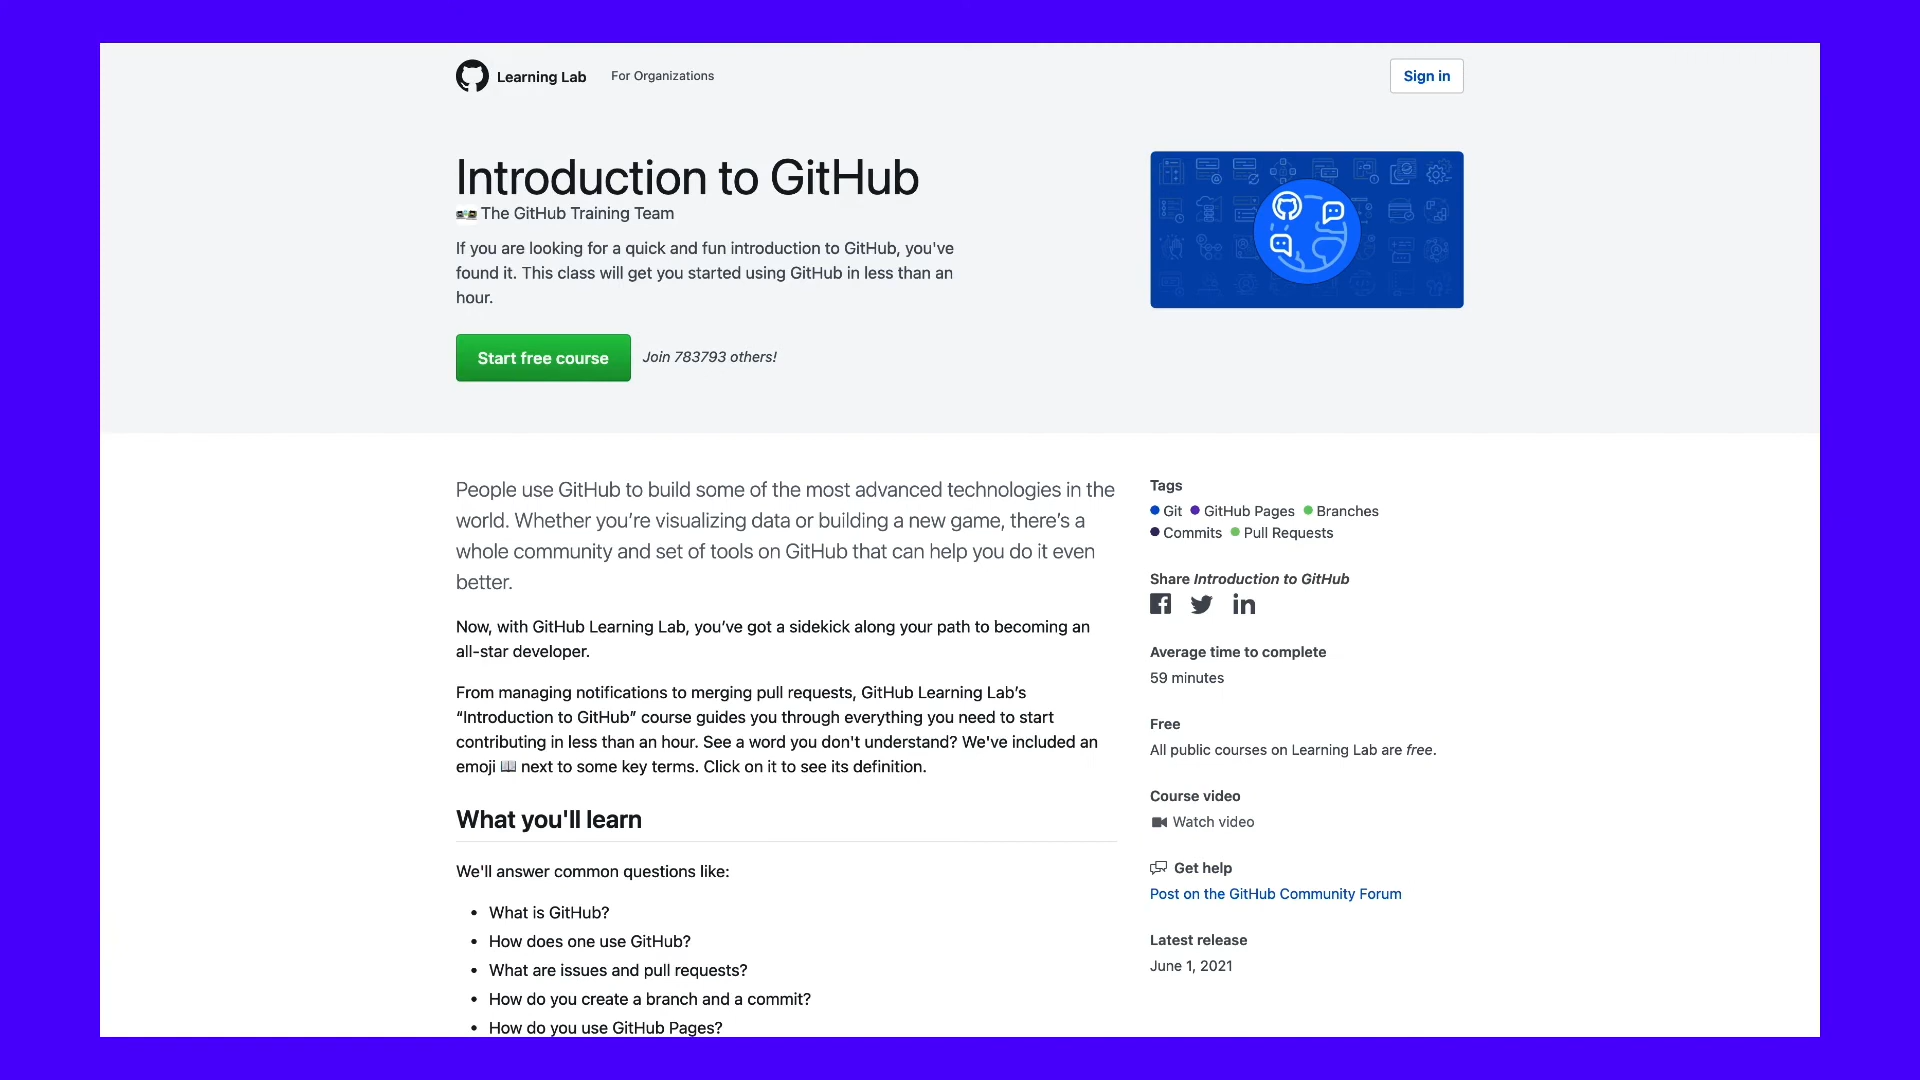 Learning Lab
For Organizations
Sign in
Introduction to GitHub
The GitHub Training Team
If you are looking for a quick and fun introduction to GitHub, you've
found it. This class will get you started using GitHub in less than an
hour.
Start free course
Join 783793 others!
People use GitHub to build some of the most advanced technologies in the
world. Whether you’re visualizing data or building a new game, there’s a
whole community and set of tools on GitHub that can help you do it even
better.
Now, with GitHub Learning Lab, you’ve got a sidekick along your path to becoming an
all-star developer.
From managing notifications to merging pull requests, GitHub Learning Lab’s
“Introduction to GitHub” course guides you through everything you need to start
contributing in less than an hour. See a word you don't understand? We've included an
emoji 📖 next to some key terms. Click on it to see its definition.
What you'll learn
We'll answer common questions like:
• What is GitHub?
• How does one use GitHub?
• What are issues and pull requests?
• How do you create a branch and a commit?
• How do you use GitHub Pages?
Tags
Git GitHub Pages Branches
Commits Pull Requests
Share Introduction to GitHub
Average time to complete
59 minutes
Free
All public courses on Learning Lab are free.
Course video
Watch video
Get help
Post on the GitHub Community Forum
Latest release
June 1, 2021